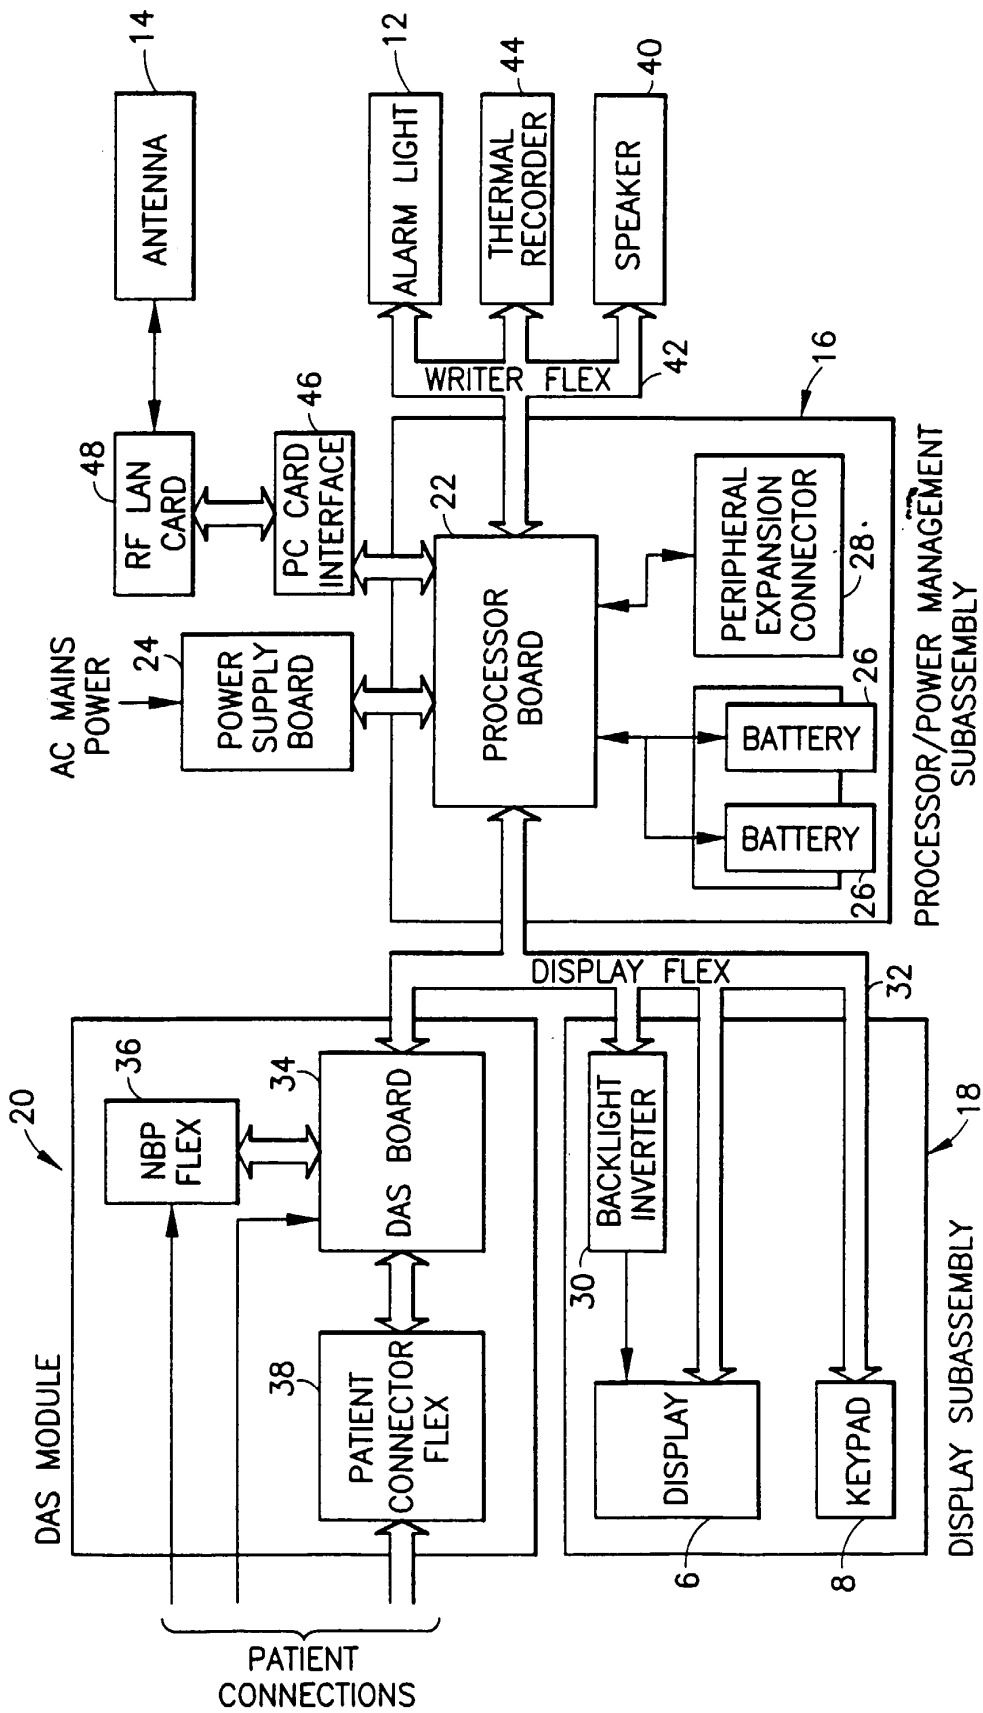 20
DAS MODULE
36
NBP
FLEX
34
DAS BOARD
38
PATIENT
CONNECTOR
FLEX
PATIENT
CONNECTIONS
AC MAINS
POWER
24
POWER
SUPPLY
BOARD
48
RF LAN
CARD
46
PC CARD
INTERFACE
14
ANTENNA
12
ALARM LIGHT
44
THERMAL
RECORDER
40
SPEAKER
WRITER FLEX
42
16
22
PROCESSOR
BOARD
PERIPHERAL
EXPANSION
CONNECTOR
28
BATTERY
26
BATTERY
26
PROCESSOR/POWER MANAGEMENT
SUBASSEMBLY
DISPLAY FLEX
32
BACKLIGHT
INVERTER
30
DISPLAY
6
KEYPAD
8
18
DISPLAY SUBASSEMBLY